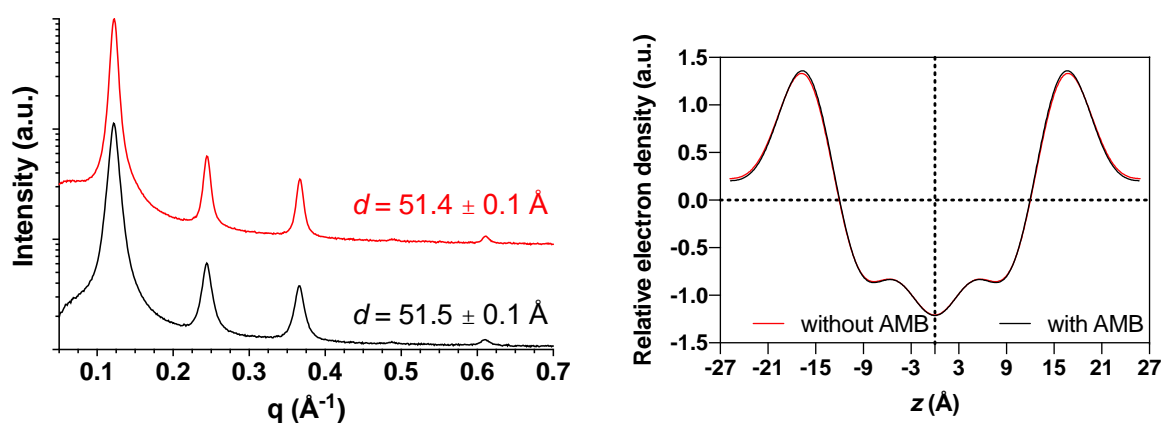 Intensity (a.u.)
d = 51.4 ± 0.1 Å
d = 51.5 ± 0.1 Å
0.1 0.2 0.3 0.4 0.5 0.6 0.7
q (Å-1)
Relative electron density (a.u.)
1.5
1.0
0.5
0.0
-0.5
-1.0
-1.5
without AMB
with AMB
-27 -21 -15 -9 -3 3 9 15 21 27
z (Å)